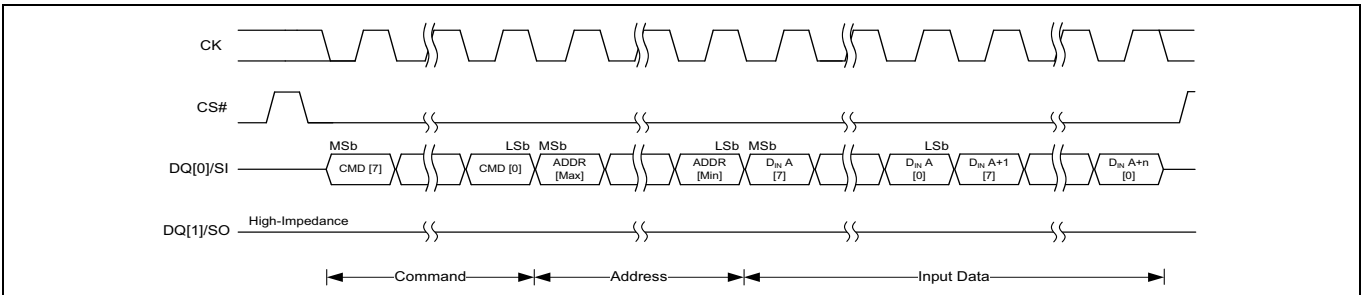 CK
CS#
MSb LSb MSb LSb MSb LSb
DQ[0]/SI CMD [7] CMD [0] ADDR [Max] ADDR [Min] DIN A [7] DIN A [0] DIN A+1 [7] DIN A+n [0]
High-Impedance
DQ[1]/SO
Command Address Input Data